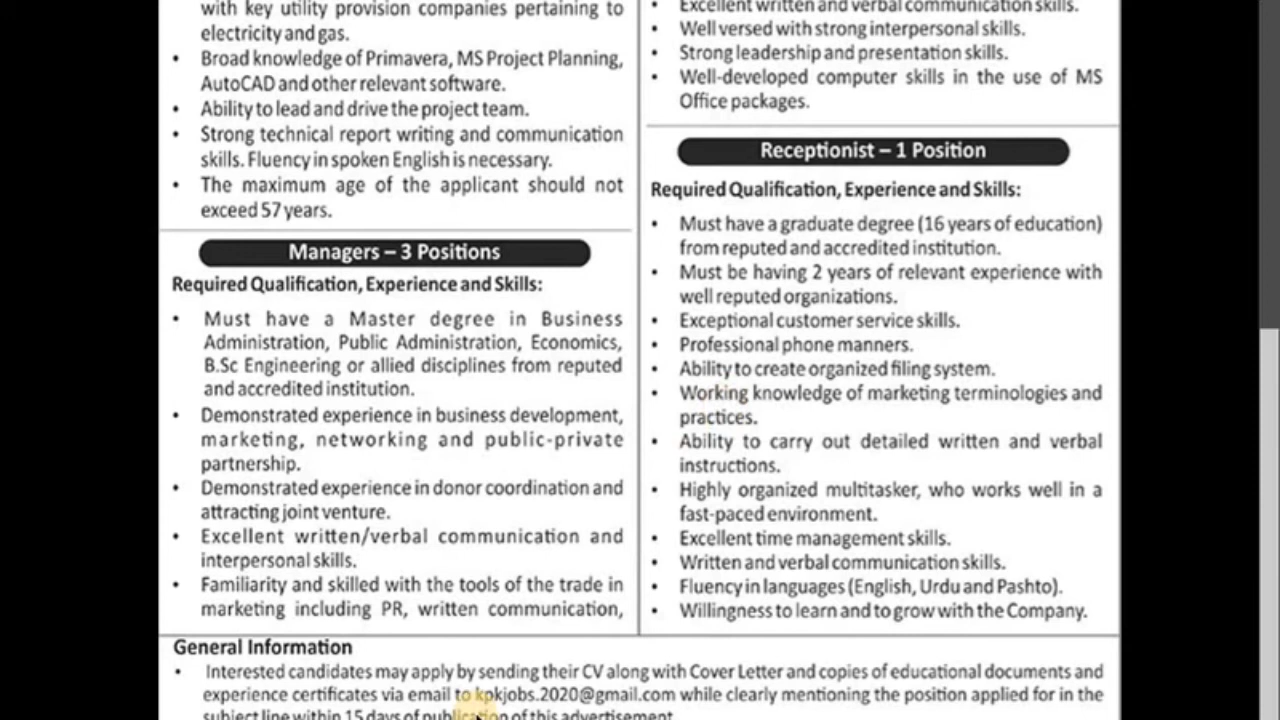 with key utility provision companies pertaining to
electricity and gas.
• Broad knowledge of Primavera, MS Project Planning,
AutoCAD and other relevant software.
• Ability to lead and drive the project team.
• Strong technical report writing and communication
skills. Fluency in spoken English is necessary.
• The maximum age of the applicant should not
exceed 57 years.
Managers – 3 Positions
Required Qualification, Experience and Skills:
• Must have a Master degree in Business
Administration, Public Administration, Economics,
B.Sc Engineering or allied disciplines from reputed
and accredited institution.
• Demonstrated experience in business development,
marketing, networking and public-private
partnership.
• Demonstrated experience in donor coordination and
attracting joint venture.
• Excellent written/verbal communication and
interpersonal skills.
• Familiarity and skilled with the tools of the trade in
marketing including PR, written communication,
• Excellent written and verbal communication skills.
• Well versed with strong interpersonal skills.
• Strong leadership and presentation skills.
• Well-developed computer skills in the use of MS
Office packages.
Receptionist – 1 Position
Required Qualification, Experience and Skills:
• Must have a graduate degree (16 years of education)
from reputed and accredited institution.
• Must be having 2 years of relevant experience with
well reputed organizations.
• Exceptional customer service skills.
• Professional phone manners.
• Ability to create organized filing system.
• Working knowledge of marketing terminologies and
practices.
• Ability to carry out detailed written and verbal
instructions.
• Highly organized multitasker, who works well in a
fast-paced environment.
• Excellent time management skills.
• Written and verbal communication skills.
• Fluency in languages (English, Urdu and Pashto).
• Willingness to learn and to grow with the Company.
General Information
• Interested candidates may apply by sending their CV along with Cover Letter and copies of educational documents and
experience certificates via email to kpkjobs.2020@gmail.com while clearly mentioning the position applied for in the
subject line within 15 days of publication of this advertisement.